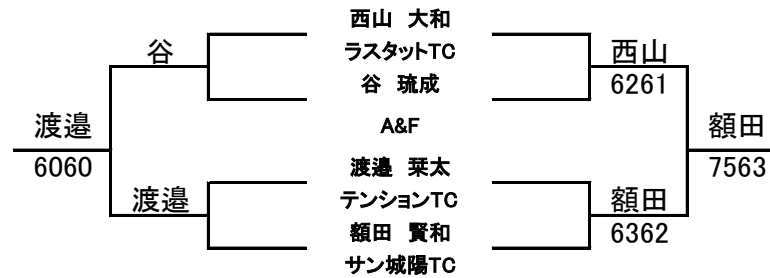 西山 大和
谷
ラスタットTC
西山
谷 琉成
6261
渡邉
A&F
額田
6060
渡邉 栞太
7563
渡邉
テンションTC
額田
額田 賢和
6362
サン城陽TC